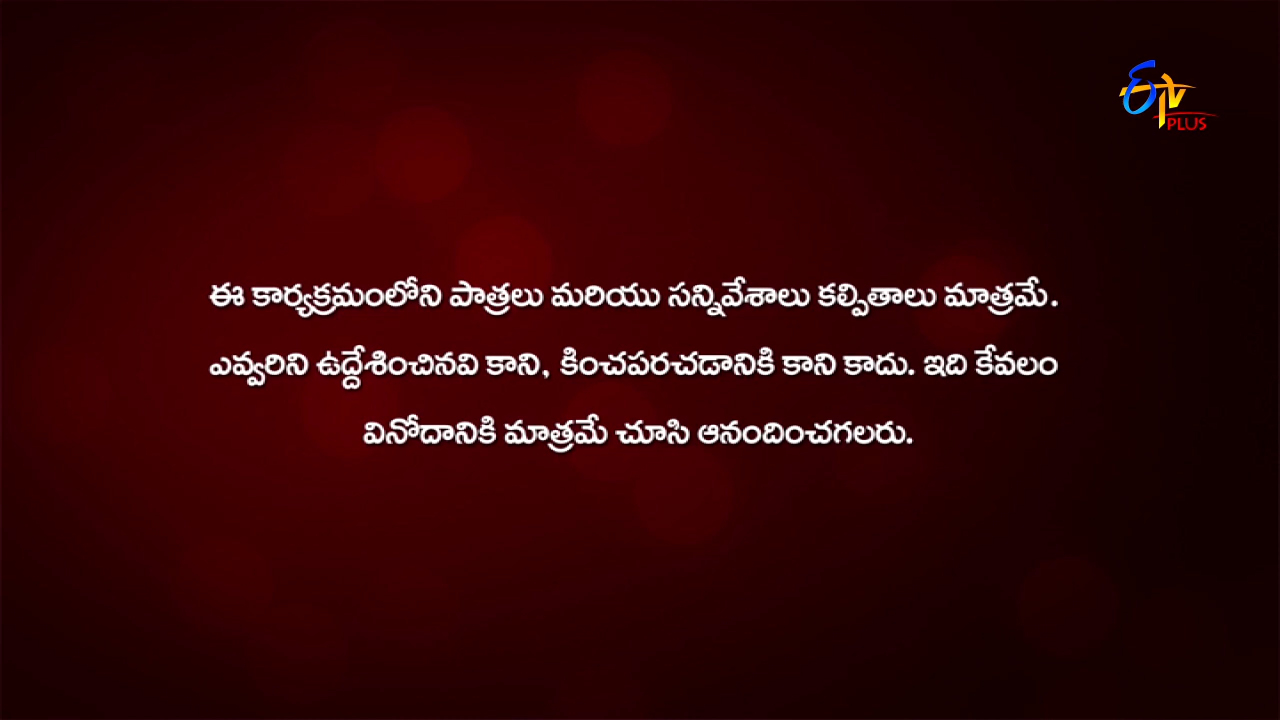 ETV
PLUS
ఈ కార్యక్రమంలోని పాత్రలు మరియు సన్నివేశాలు కల్పితాలు మాత్రమే.
ఎవ్వరిని ఉద్దేశించినవి కాని, కించపరచడానికి కాని కాదు. ఇది కేవలం
వినోదానికి మాత్రమే చూసి ఆనందించగలరు.